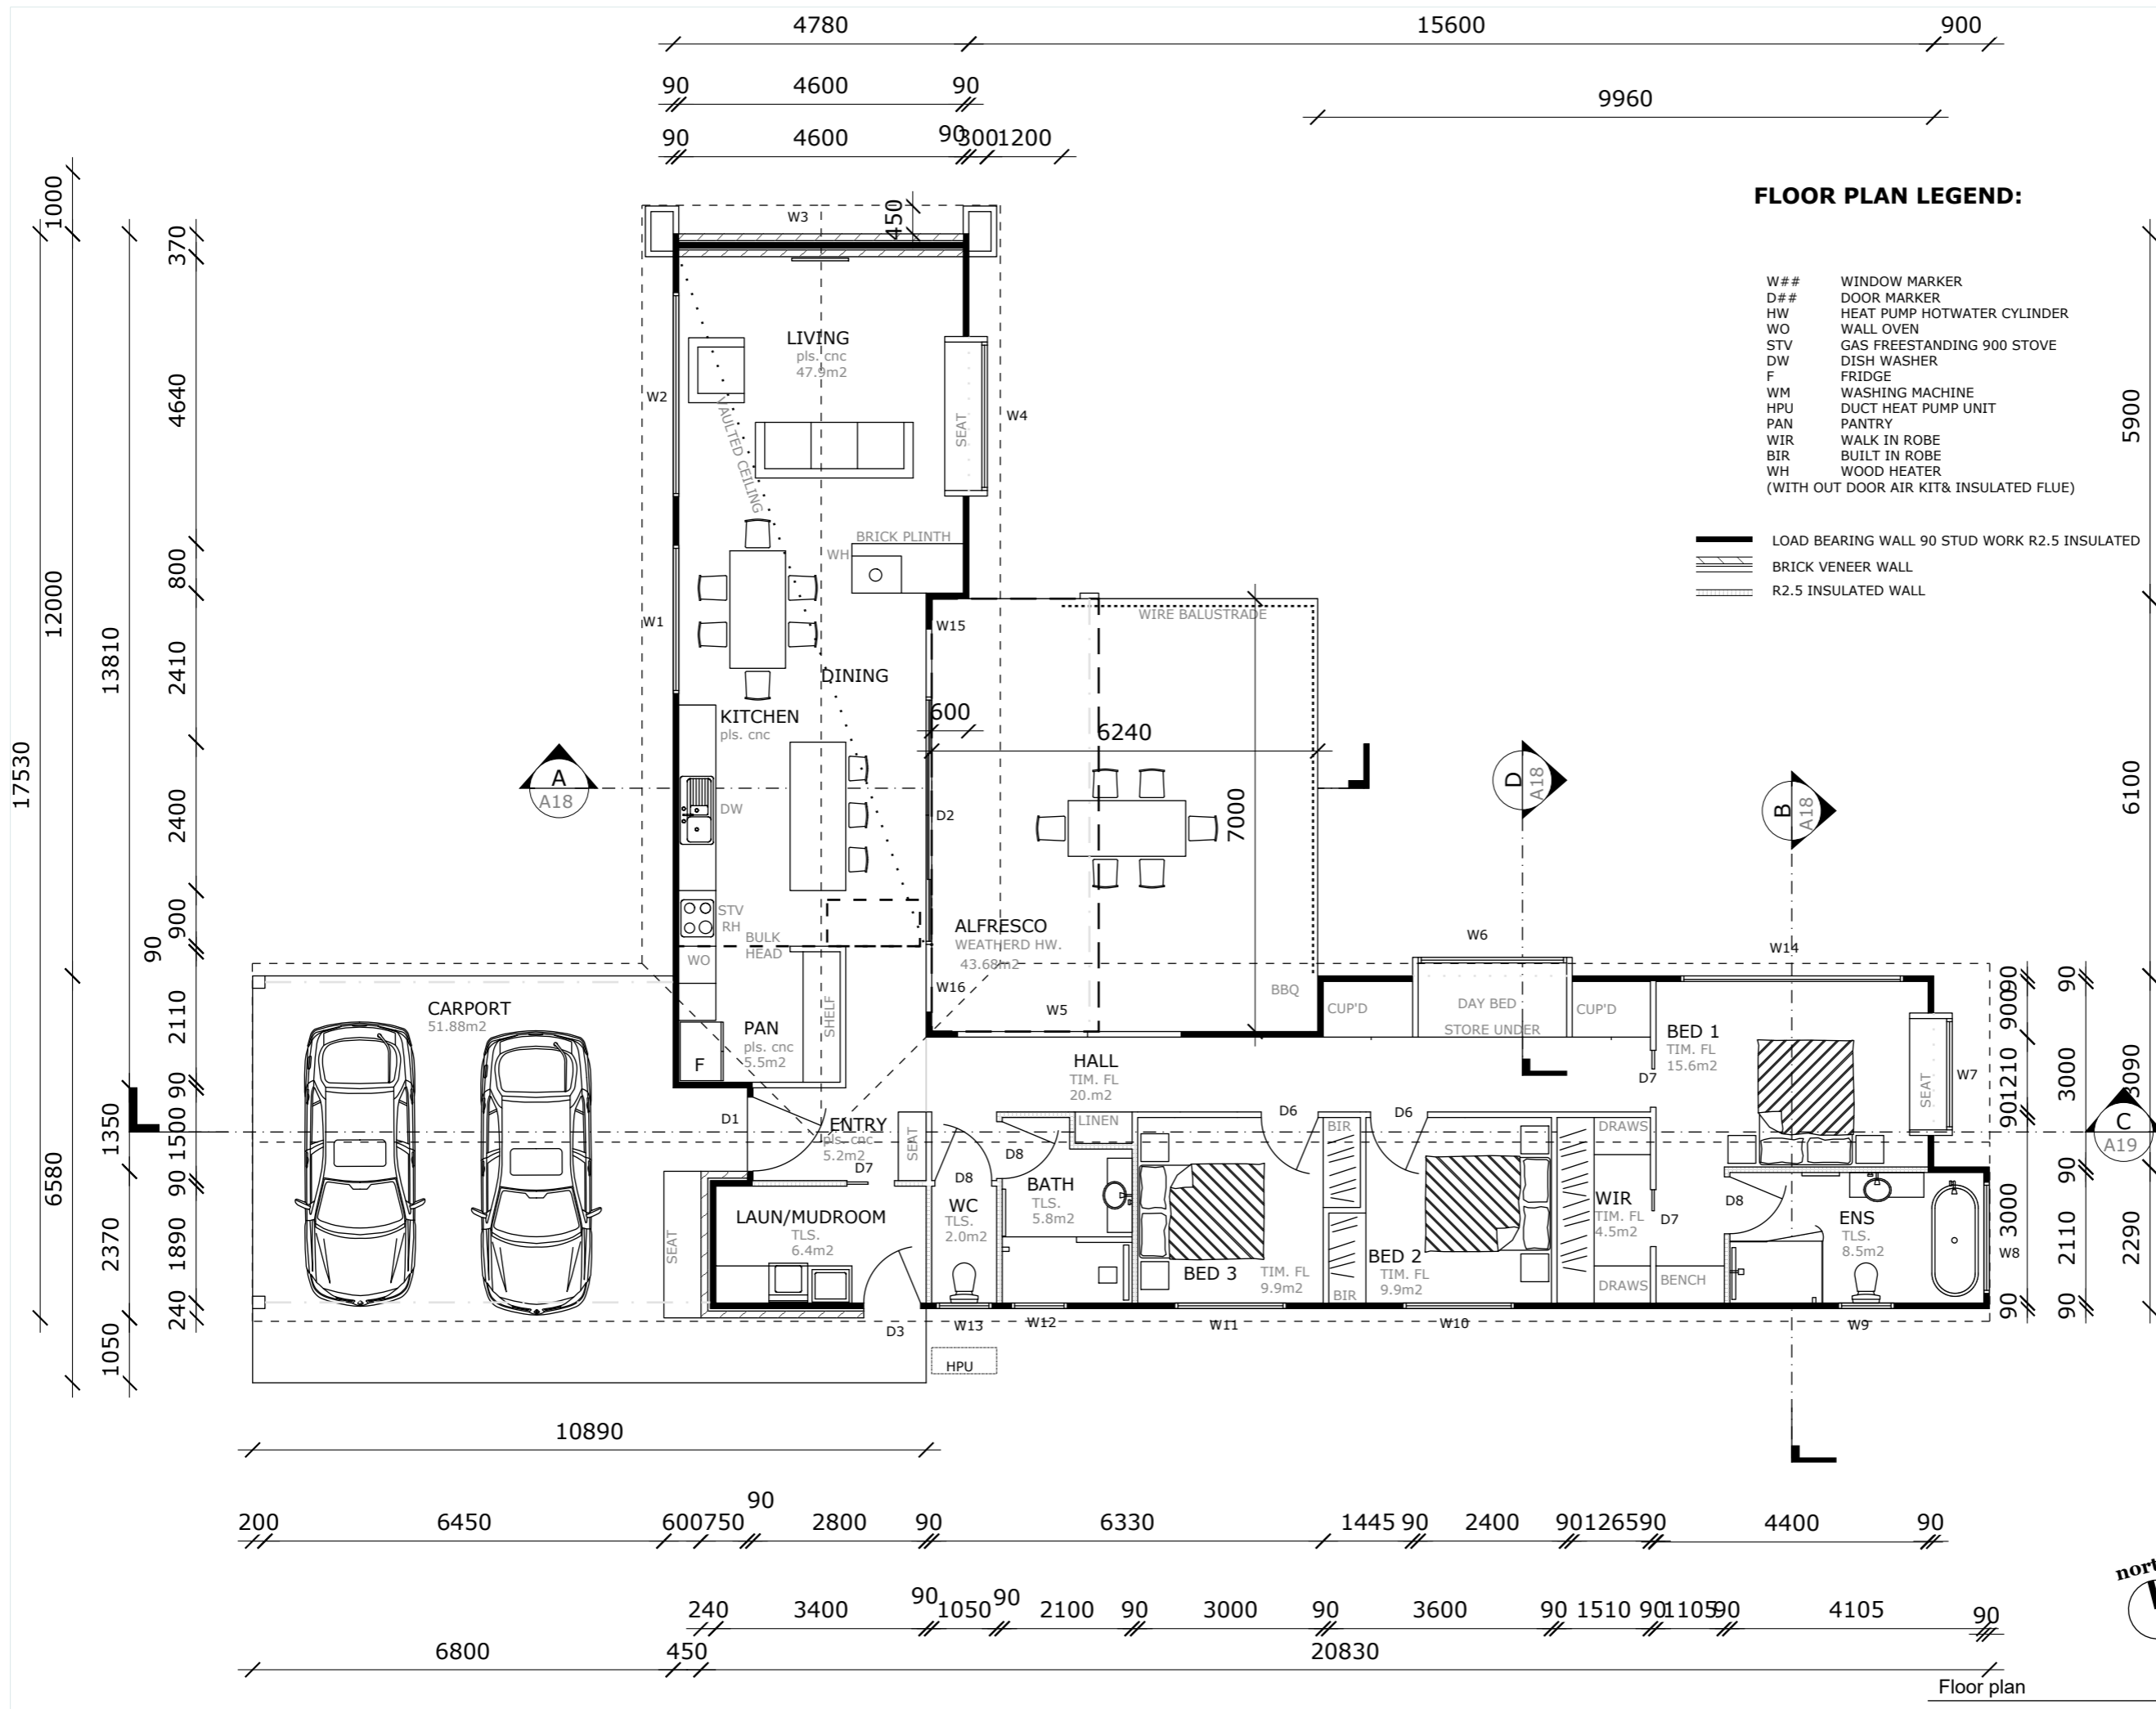 4780 15600 900
90 4600 90
9960
90 4600 90 300 1200
FLOOR PLAN LEGEND:
W## WINDOW MARKER
D## DOOR MARKER
HW HEAT PUMP HOTWATER CYLINDER
WO WALL OVEN
STV GAS FREESTANDING 900 STOVE
DW DISH WASHER
F FRIDGE
WM WASHING MACHINE
HPU DUCT HEAT PUMP UNIT
PAN PANTRY
WIR WALK IN ROBE
BIR BUILT IN ROBE
WH WOOD HEATER
(WITH OUT DOOR AIR KIT& INSULATED FLUE)
LOAD BEARING WALL 90 STUD WORK R2.5 INSULATED
BRICK VENEER WALL
R2.5 INSULATED WALL
17530
1000
12000
6580
13810
1350
2370
1050
370
4640
800
2410
2400
900
90
2110
90
1500
90
1890
240
W3
450
LIVING
pls. cnc
47.9m2
W2
VAULTED CEILING
SEAT
W4
BRICK PLINTH
WH
W1
DINING
W15
WIRE BALUSTRADE
KITCHEN
pls. cnc
600
6240
7000
A
A18
DW
D2
D
A18
B
A18
STV
RH
BULK
HEAD
WO
ALFRESCO
WEATHERD HW.
43.68m2
W16
W5
BBQ
W6
W14
CARPORT
51.88m2
PAN
pls. cnc
5.5m2
SHELF
F
CUP'D
DAY BED
STORE UNDER
CUP'D
BED 1
TIM. FL
15.6m2
HALL
TIM. FL
20.m2
D7
SEAT
W7
D1
ENTRY
pls. cnc
5.2m2
SEAT
D7
LINEN
D6
D6
BIR
DRAWS
C
A19
D8
D8
BATH
TLS.
5.8m2
WC
TLS.
2.0m2
LAUN/MUDROOM
TLS.
6.4m2
SEAT
BED 3
TIM. FL
9.9m2
BIR
BED 2
TIM. FL
9.9m2
WIR
TIM. FL
4.5m2
D7
D8
DRAWS
BENCH
ENS
TLS.
8.5m2
W8
D3
W13
W12
W11
W10
W9
HPU
90
900
1210
90
3000
90
90
3000
90
2110
90
5900
6100
3090
2290
10890
200 6450 600 750 90 2800 90 6330 1445 90 2400 90 1265 90 4400 90
240 3400 90 1050 90 2100 90 3000 90 3600 90 1510 90 1105 90 4105 90
6800 450 20830
Floor plan